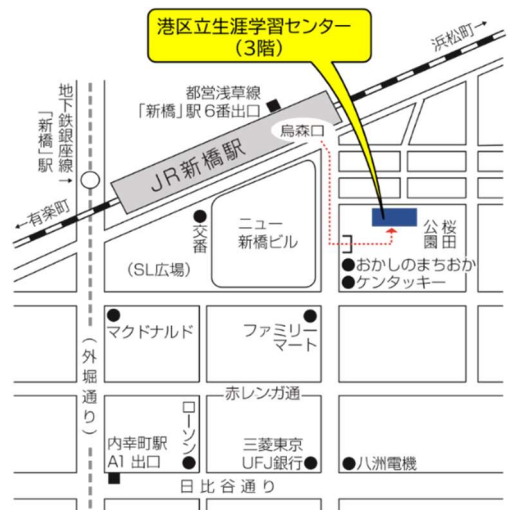 港区立生涯学習センター
（3階）
浜松町→
都営浅草線
「新橋」駅 6番出口
地下鉄銀座線→
「新橋」駅
烏森口
JR新橋駅
←有楽町
交番
ニュー
新橋ビル
桜田
公園
（SL広場）
おかしのまちおか
ケンタッキー
マクドナルド
ファミリー
マート
（外堀通り）
赤レンガ通
ローソン
内幸町駅
A1 出口
三菱東京
UFJ銀行
八洲電機
日比谷通り